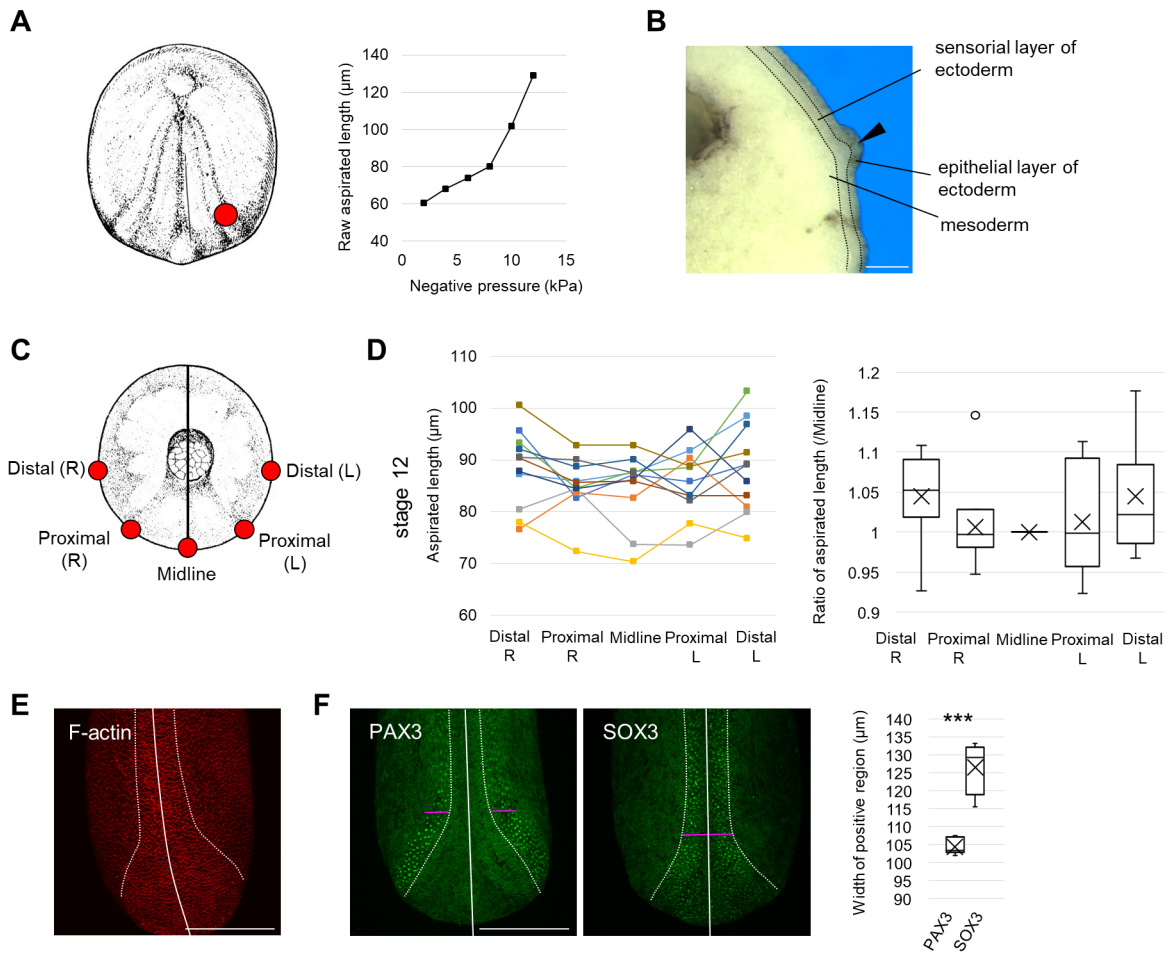 A
Raw aspirated length (μm)
140
120
100
80
60
40
0
5
10
15
Negative pressure (kPa)
B
sensorial layer of
ectoderm
epithelial layer of
ectoderm
mesoderm
C
Distal (R)
Distal (L)
Proximal
(R)
Proximal
(L)
Midline
D
stage 12
Aspirated length (μm)
110
100
90
80
70
60
Distal
R
Proximal
R
Midline
Proximal
L
Distal
L
Ratio of aspirated length (/Midline)
1.2
1.15
1.1
1.05
1
0.95
0.9
Distal
R
Proximal
R
Midline
Proximal
L
Distal
L
E
F-actin
F
PAX3
SOX3
Width of positive region (μm)
140
135
130
125
120
115
110
105
100
95
90
***
PAX3
SOX3